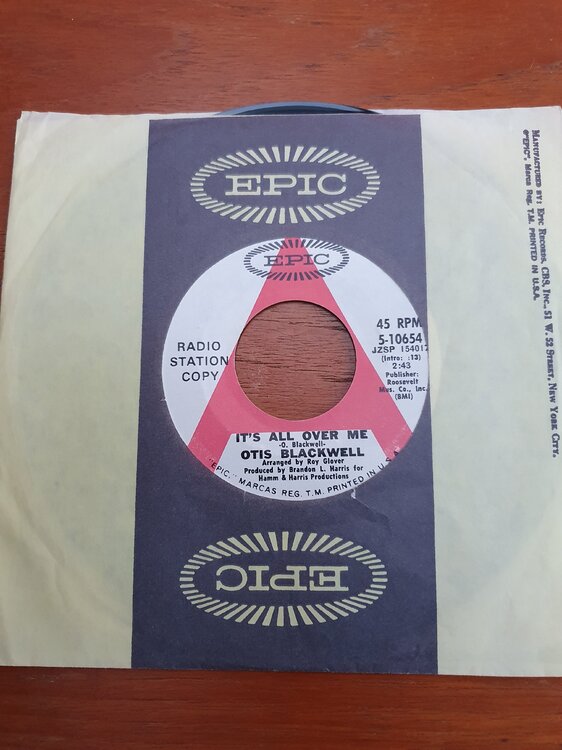 EPIC
MANUFACTURED BY: EPIC RECORDS, CBS, INC., 51 W. 52 STREET, NEW YORK CITY.
®"EPIC", Marca Reg. T.M. PRINTED IN U.S.A.
EPIC
RADIO
STATION
COPY
45 RPM
5-10654
JZSP 154017
(Intro: :13)
2:43
Publisher:
Roosevelt
Mus. Co., Inc.
(BMI)
IT'S ALL OVER ME
-O. Blackwell-
OTIS BLACKWELL
Arranged by Roy Glover
Produced by Brandon L. Harris for
Hamm & Harris Productions
"EPIC," MARCAS REG. T.M. PRINTED IN U.S.A.
EPIC